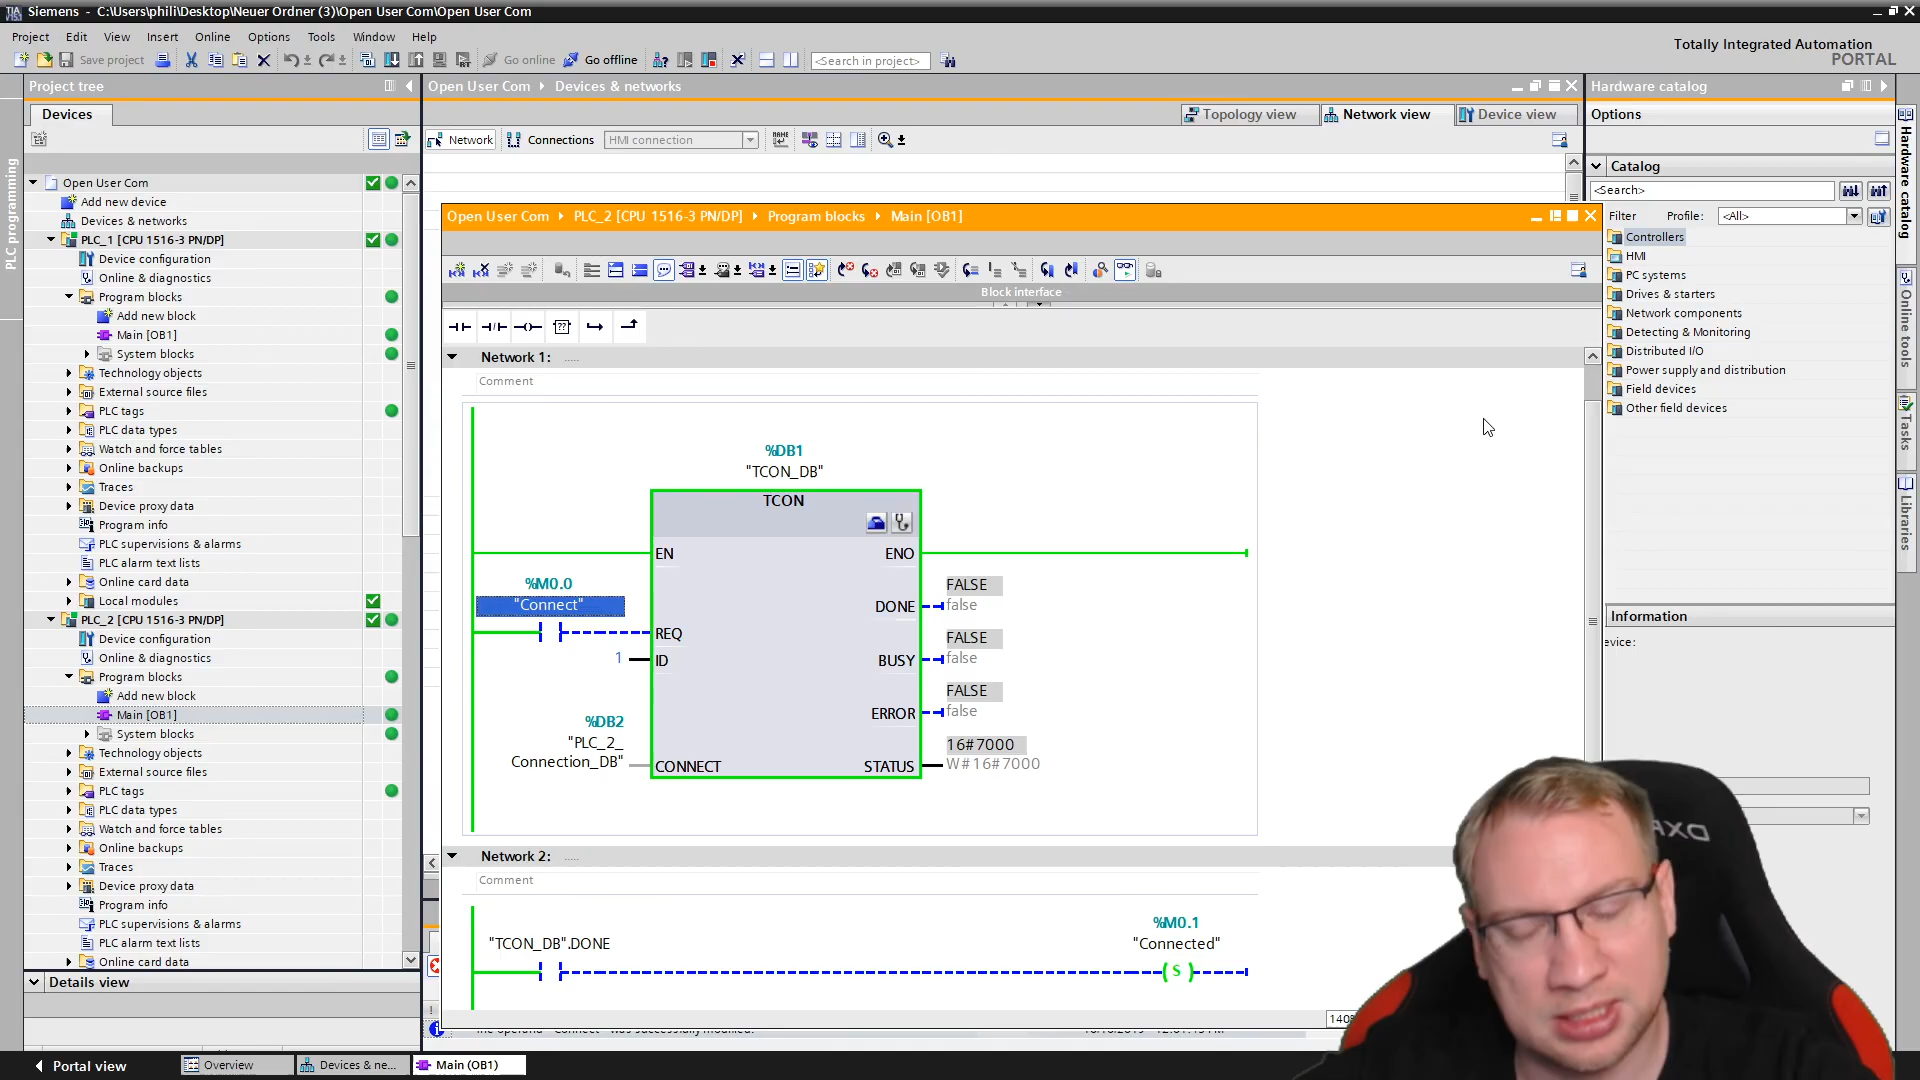 Siemens - C:\Users\phili\Desktop\Neuer Ordner (3)\Open User Com\Open User Com
Project Edit View Insert Online Options Tools Window Help
Totally Integrated Automation
PORTAL
Save project
Go online
Go offline
<Search in project>
Project tree
Devices
Open User Com
Add new device
Devices & networks
PLC_1 [CPU 1516-3 PN/DP]
Device configuration
Online & diagnostics
Program blocks
Add new block
Main [OB1]
System blocks
Technology objects
External source files
PLC tags
PLC data types
Watch and force tables
Online backups
Traces
Device proxy data
Program info
PLC supervisions & alarms
PLC alarm text lists
Online card data
Local modules
PLC_2 [CPU 1516-3 PN/DP]
Device configuration
Online & diagnostics
Program blocks
Add new block
Main [OB1]
System blocks
Technology objects
External source files
PLC tags
PLC data types
Watch and force tables
Online backups
Traces
Device proxy data
Program info
PLC supervisions & alarms
PLC alarm text lists
Online card data
Details view
PLC programming
Open User Com Devices & networks
Topology view
Network view
Device view
Network
Connections
HMI connection
Open User Com PLC_2 [CPU 1516-3 PN/DP] Program blocks Main [OB1]
Block interface
Network 1: .....
Comment
%DB1
"TCON_DB"
TCON
EN
ENO
%M0.0
"Connect"
REQ
1
ID
%DB2
"PLC_2_
Connection_DB"
CONNECT
DONE
FALSE
false
BUSY
FALSE
false
ERROR
FALSE
false
STATUS
16#7000
W#16#7000
Network 2: .....
Comment
"TCON_DB".DONE
%M0.1
"Connected"
S
Hardware catalog
Options
Catalog
<Search>
Filter
Profile:
<All>
Controllers
HMI
PC systems
Drives & starters
Network components
Detecting & Monitoring
Distributed I/O
Power supply and distribution
Field devices
Other field devices
Information
evice:
Hardware catalog
Online tools
Tasks
Libraries
Portal view
Overview
Devices & ne...
Main (OB1)